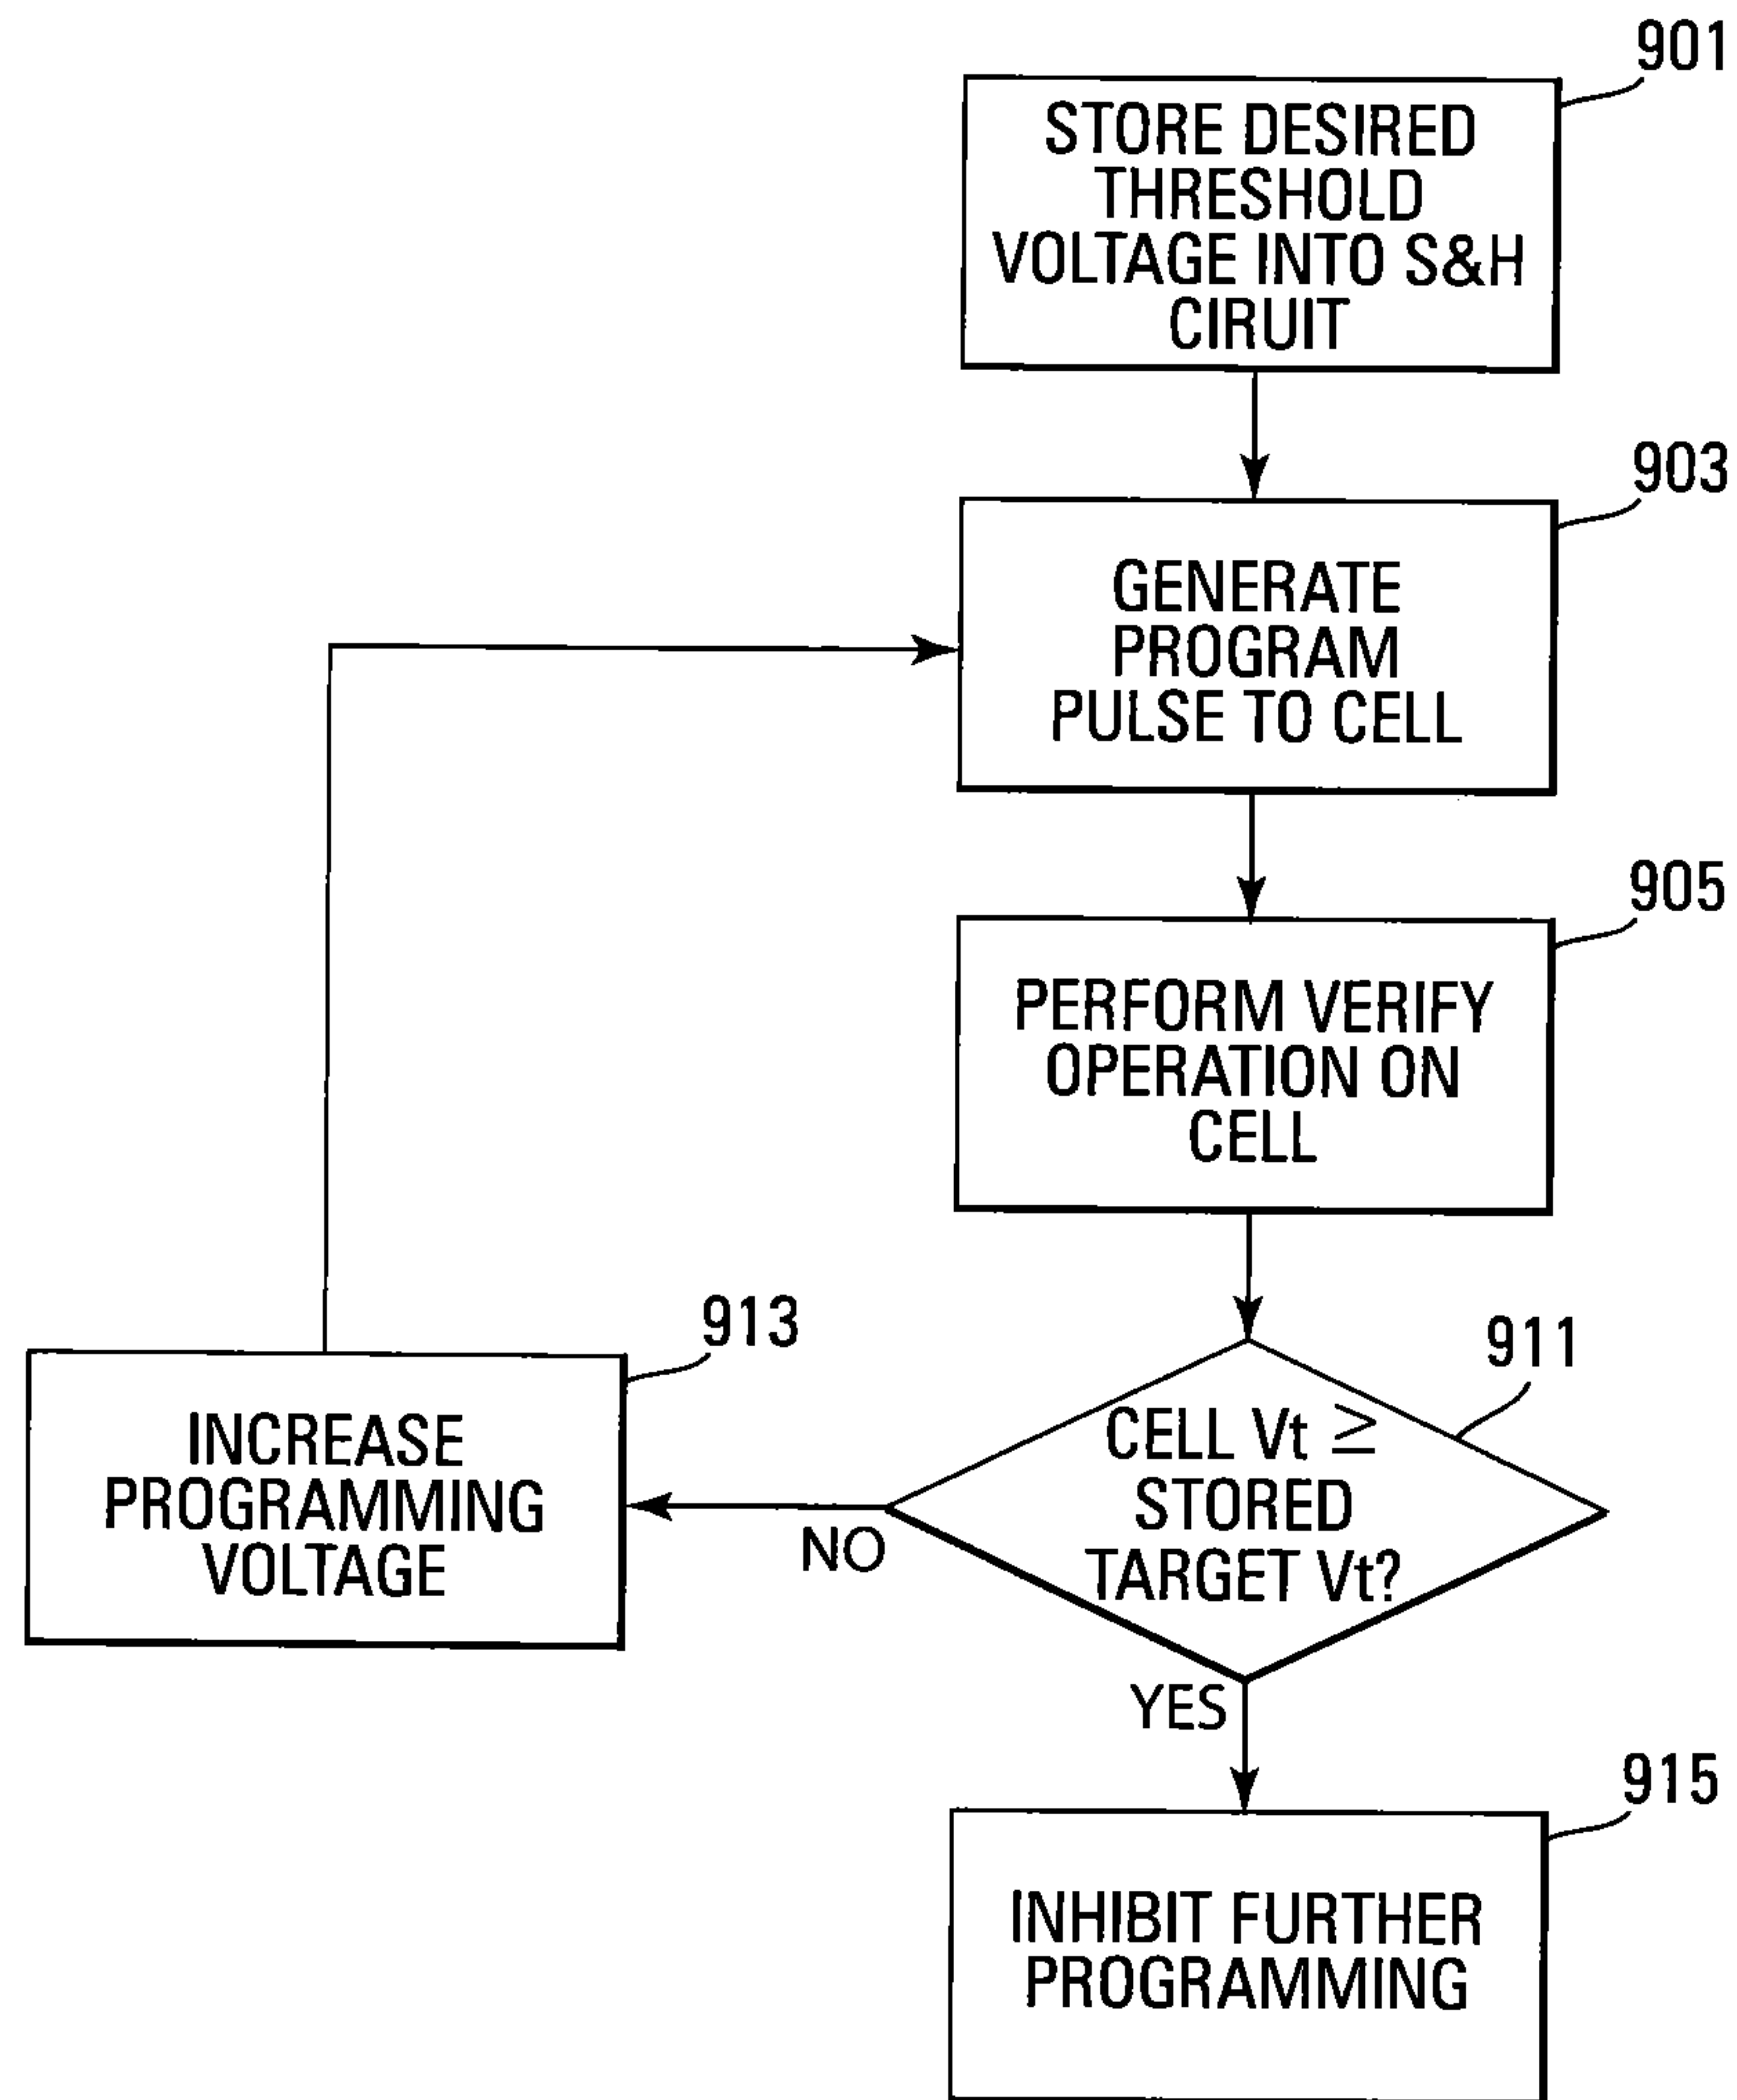 901
STORE DESIRED
THRESHOLD
VOLTAGE INTO S&H
CIRUIT
903
GENERATE
PROGRAM
PULSE TO CELL
905
PERFORM VERIFY
OPERATION ON
CELL
913
INCREASE
PROGRAMMING
VOLTAGE
911
CELL Vt ≥
STORED
TARGET Vt?
NO
YES
915
INHIBIT FURTHER
PROGRAMMING